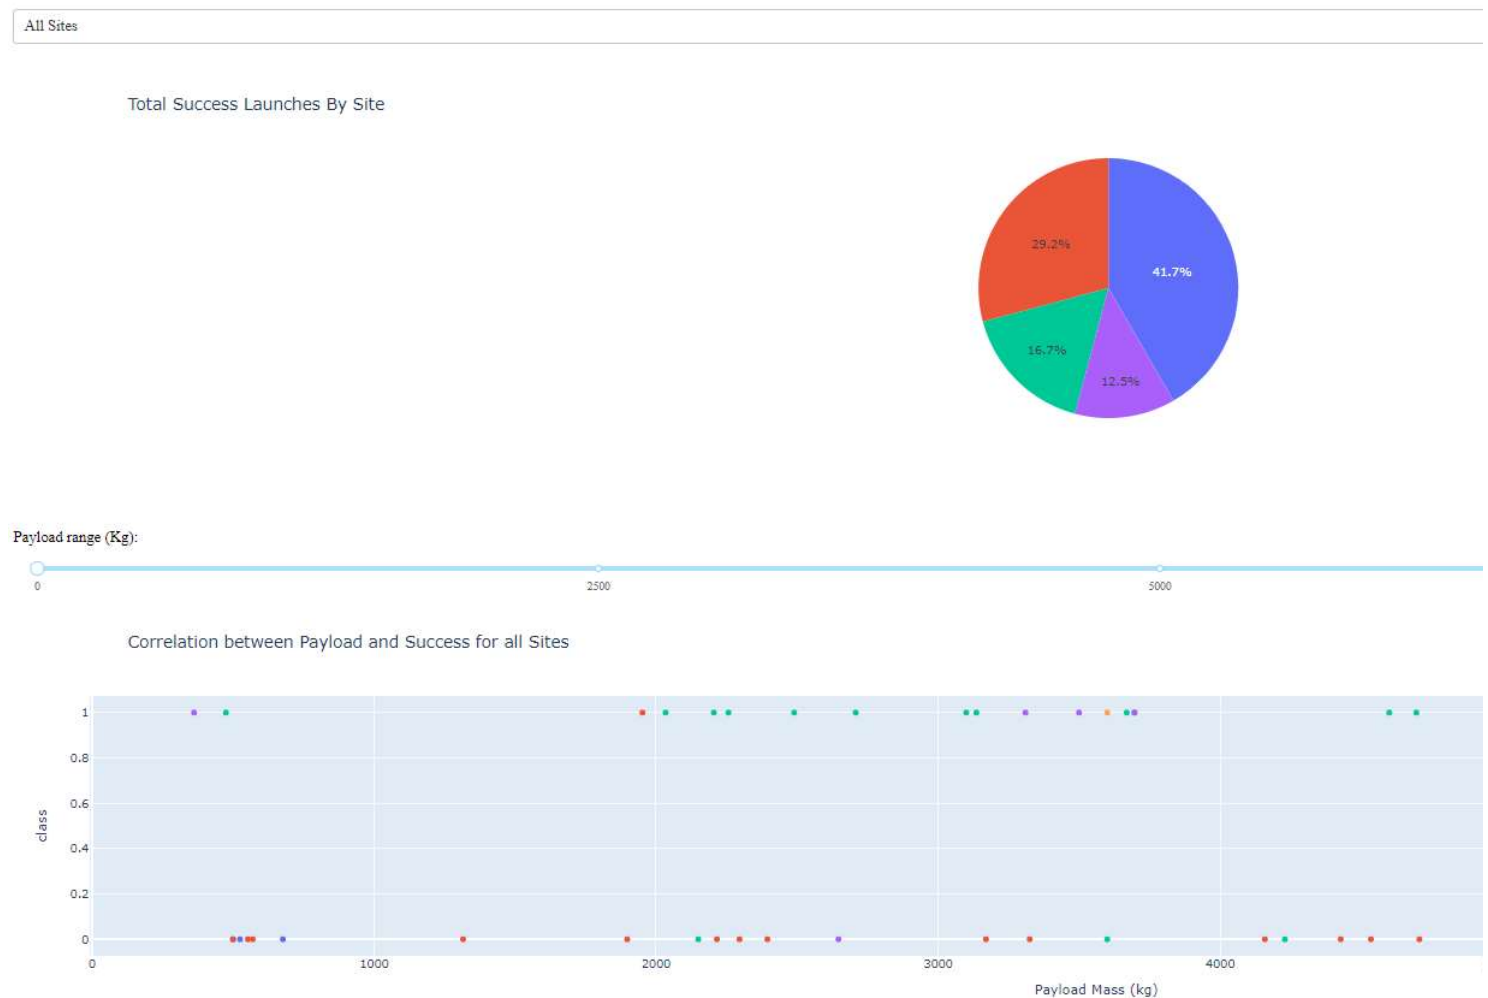 All Sites
Total Success Launches By Site
29.2%
41.7%
16.7%
12.5%
Payload range (Kg):
0 2500 5000
Correlation between Payload and Success for all Sites
1
0.8
0.6
class
0.4
0.2
0
0 1000 2000 3000 4000
Payload Mass (kg)